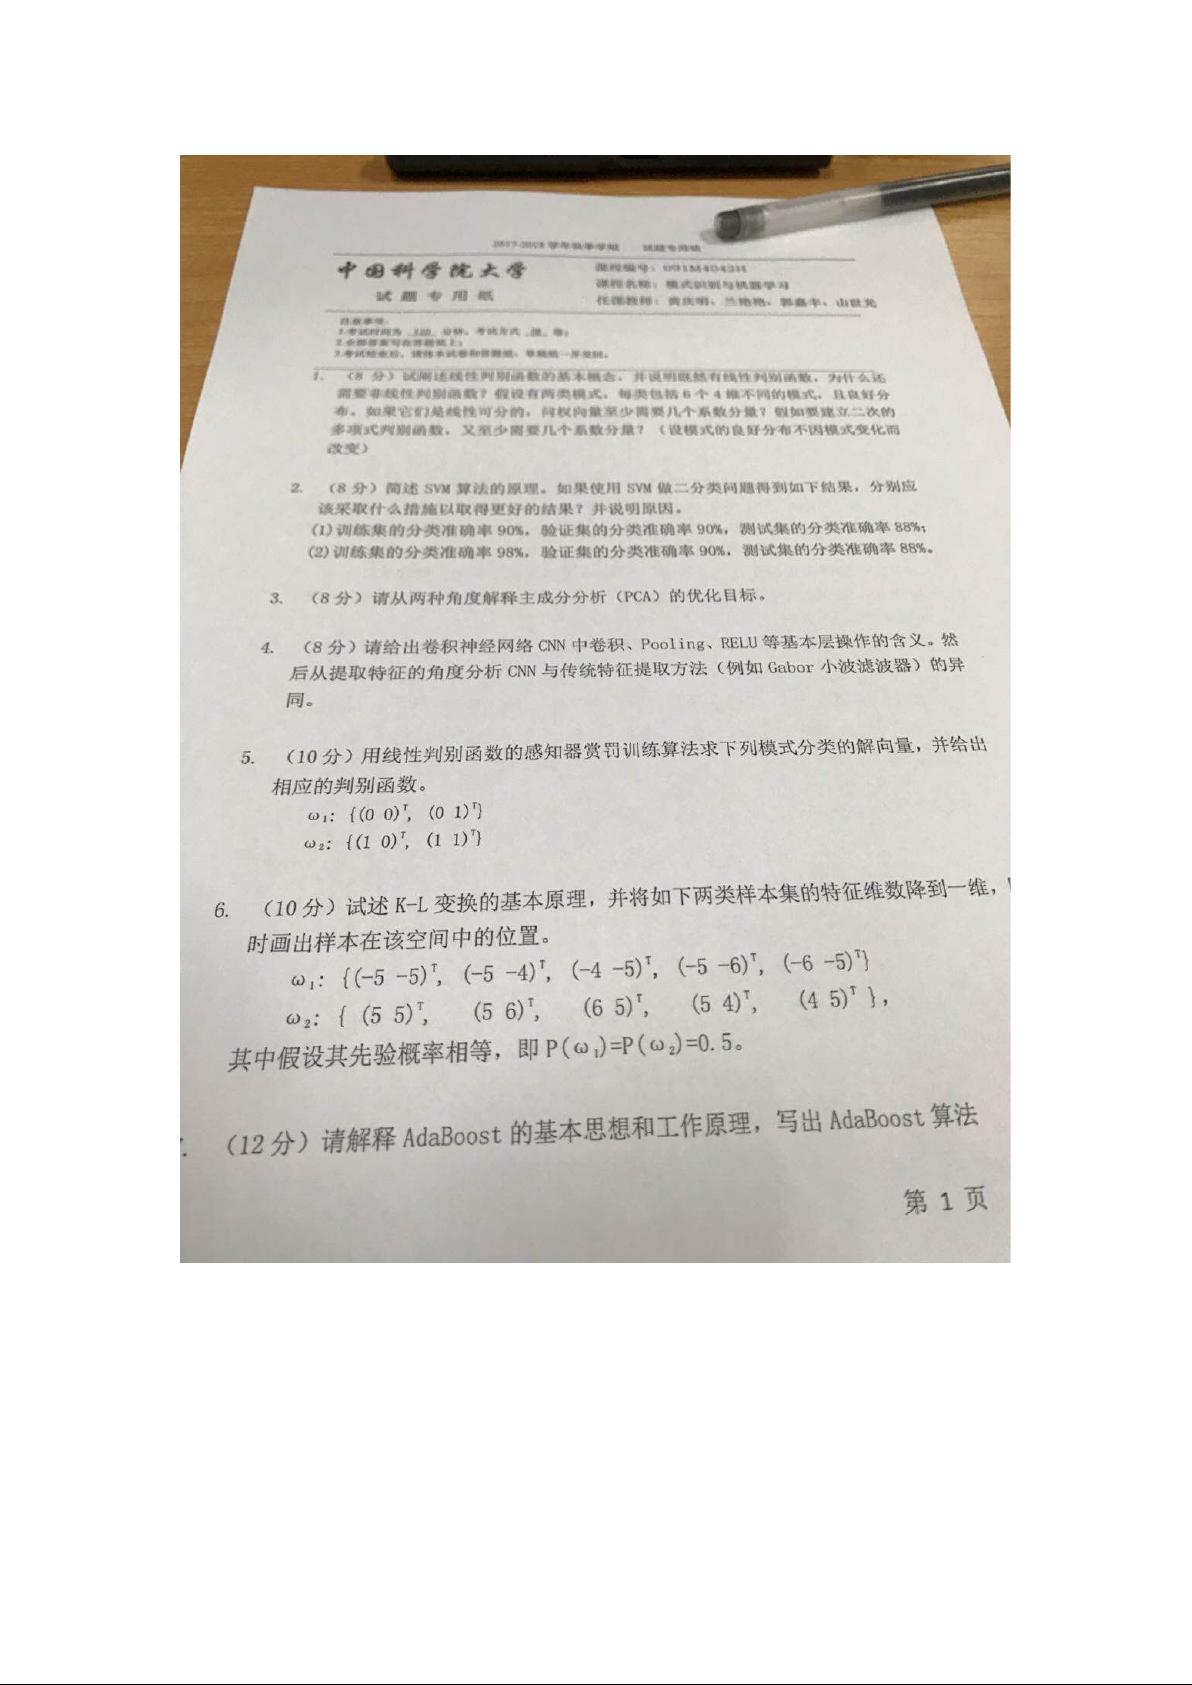 2017-2018 学年秋季学期 试题专用纸
中国科学院大学
试 题 专 用 纸
课程编号：091M4042H
课程名称：模式识别与机器学习
任课教师：黄庆明、兰艳艳、郭嘉丰、山世光
注意事项：
1.考试时间为 120 分钟，考试方式 闭 卷；
2.全部答案写在答题纸上；
3.考试结束后，请将本试卷和答题纸、草稿纸一并交回。
1. （8 分）试阐述线性判别函数的基本概念，并说明既然有线性判别函数，为什么还
需要非线性判别函数？假设有两类模式，每类包括 6 个 4 维不同的模式，且良好分
布。如果它们是线性可分的，问权向量至少需要几个系数分量？假如要建立二次的
多项式判别函数，又至少需要几个系数分量？（设模式的良好分布不因模式变化而
改变）
2. （8 分）简述 SVM 算法的原理。如果使用 SVM 做二分类问题得到如下结果，分别应
该采取什么措施以取得更好的结果？并说明原因。
(1) 训练集的分类准确率 90%，验证集的分类准确率 90%，测试集的分类准确率 88%；
(2) 训练集的分类准确率 98%，验证集的分类准确率 90%，测试集的分类准确率 88%。
3. （8 分）请从两种角度解释主成分分析（PCA）的优化目标。
4. （8 分）请给出卷积神经网络 CNN 中卷积、Pooling、RELU 等基本层操作的含义。然
后从提取特征的角度分析 CNN 与传统特征提取方法（例如 Gabor 小波滤波器）的异
同。
5. （10 分）用线性判别函数的感知器赏罚训练算法求下列模式分类的解向量，并给出
相应的判别函数。
ω₁: {(0 0)ᵀ, (0 1)ᵀ}
ω₂: {(1 0)ᵀ, (1 1)ᵀ}
6. （10 分）试述 K-L 变换的基本原理，并将如下两类样本集的特征维数降到一维，
时画出样本在该空间中的位置。
ω₁: {(-5 -5)ᵀ, (-5 -4)ᵀ, (-4 -5)ᵀ, (-5 -6)ᵀ, (-6 -5)ᵀ}
ω₂: { (5 5)ᵀ, (5 6)ᵀ, (6 5)ᵀ, (5 4)ᵀ, (4 5)ᵀ },
其中假设其先验概率相等，即 P(ω₁)=P(ω₂)=0.5。
（12 分）请解释 AdaBoost 的基本思想和工作原理，写出 AdaBoost 算法
第 1 页